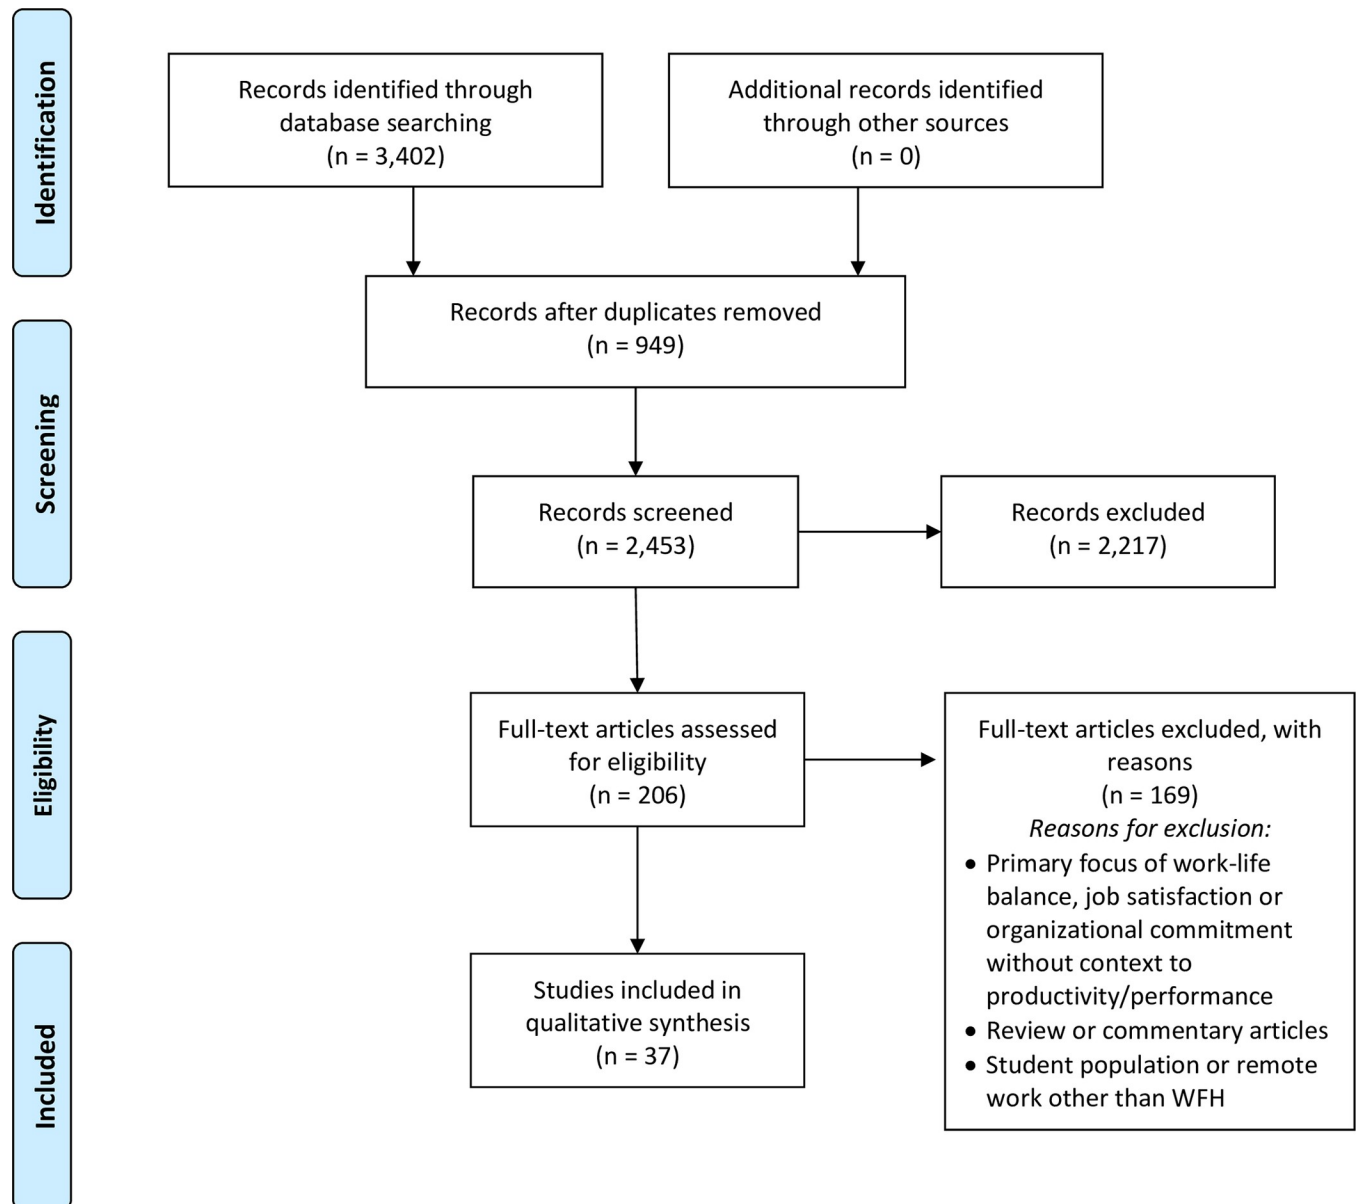 Identification
Records identified through
database searching
(n = 3,402)
Additional records identified
through other sources
(n = 0)
Records after duplicates removed
(n = 949)
Screening
Records screened
(n = 2,453)
Records excluded
(n = 2,217)
Eligibility
Full-text articles assessed
for eligibility
(n = 206)
Full-text articles excluded, with
reasons
(n = 169)
Reasons for exclusion:
• Primary focus of work-life
balance, job satisfaction or
organizational commitment
without context to
productivity/performance
• Review or commentary articles
• Student population or remote
work other than WFH
Included
Studies included in
qualitative synthesis
(n = 37)